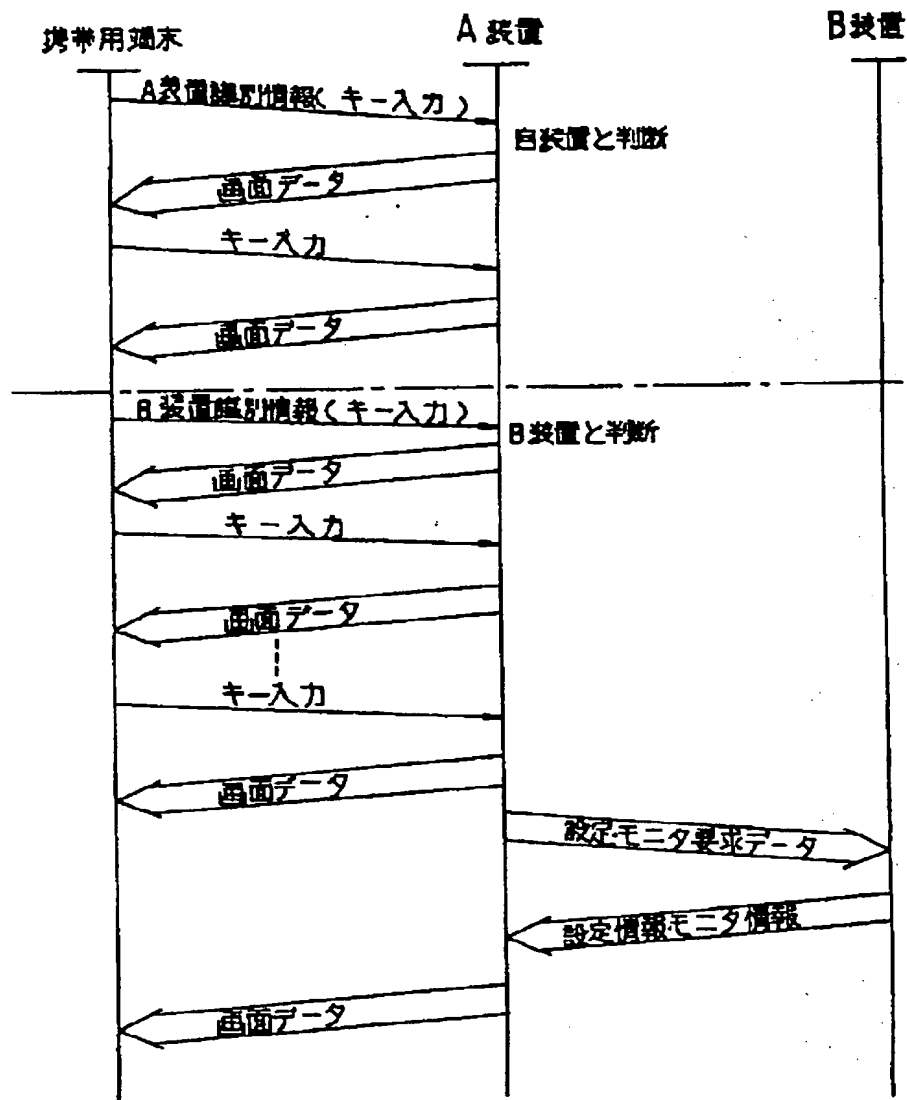 携帯用端末
A装置
B装置
A装置識別情報(キー入力)
自装置と判断
画面データ
キー入力
画面データ
B装置識別情報(キー入力)
B装置と判断
画面データ
キー入力
画面データ
キー入力
画面データ
設定・モニタ要求データ
設定情報モニタ情報
画面データ